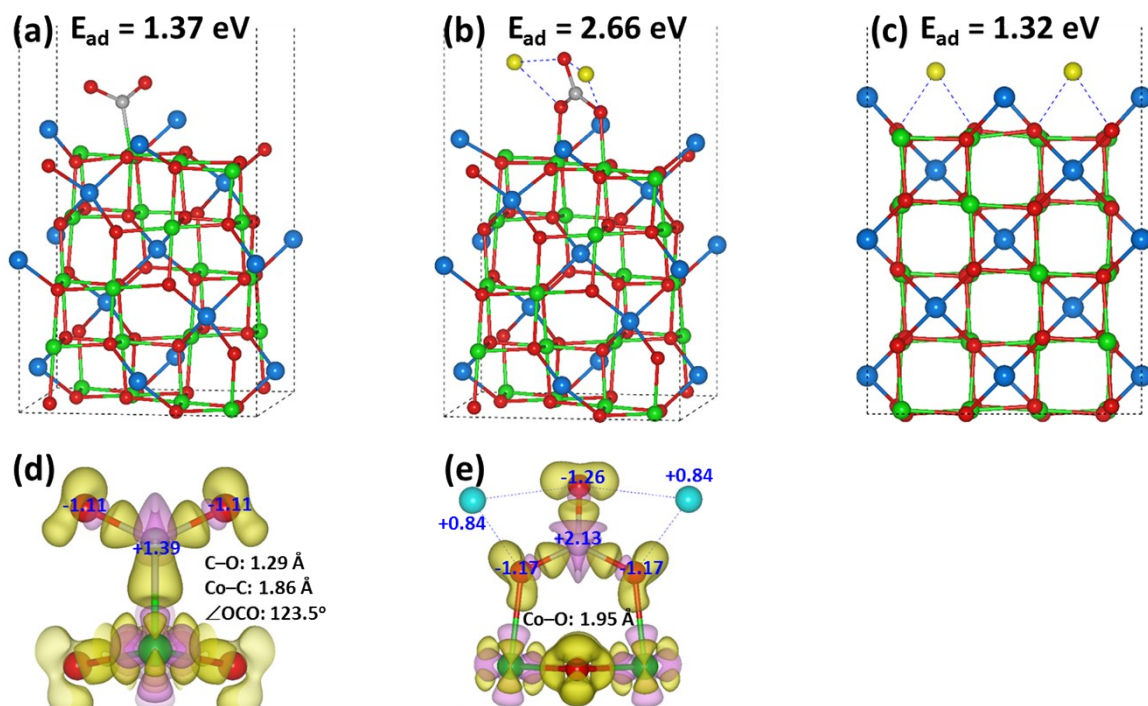 (a) E_ad = 1.37 eV
(b) E_ad = 2.66 eV
(c) E_ad = 1.32 eV
(d)
-1.11 -1.11
+1.39
C–O: 1.29 Å
Co–C: 1.86 Å
∠OCO: 123.5°
(e)
-1.26
+0.84
+0.84
+2.13
-1.17 -1.17
Co–O: 1.95 Å